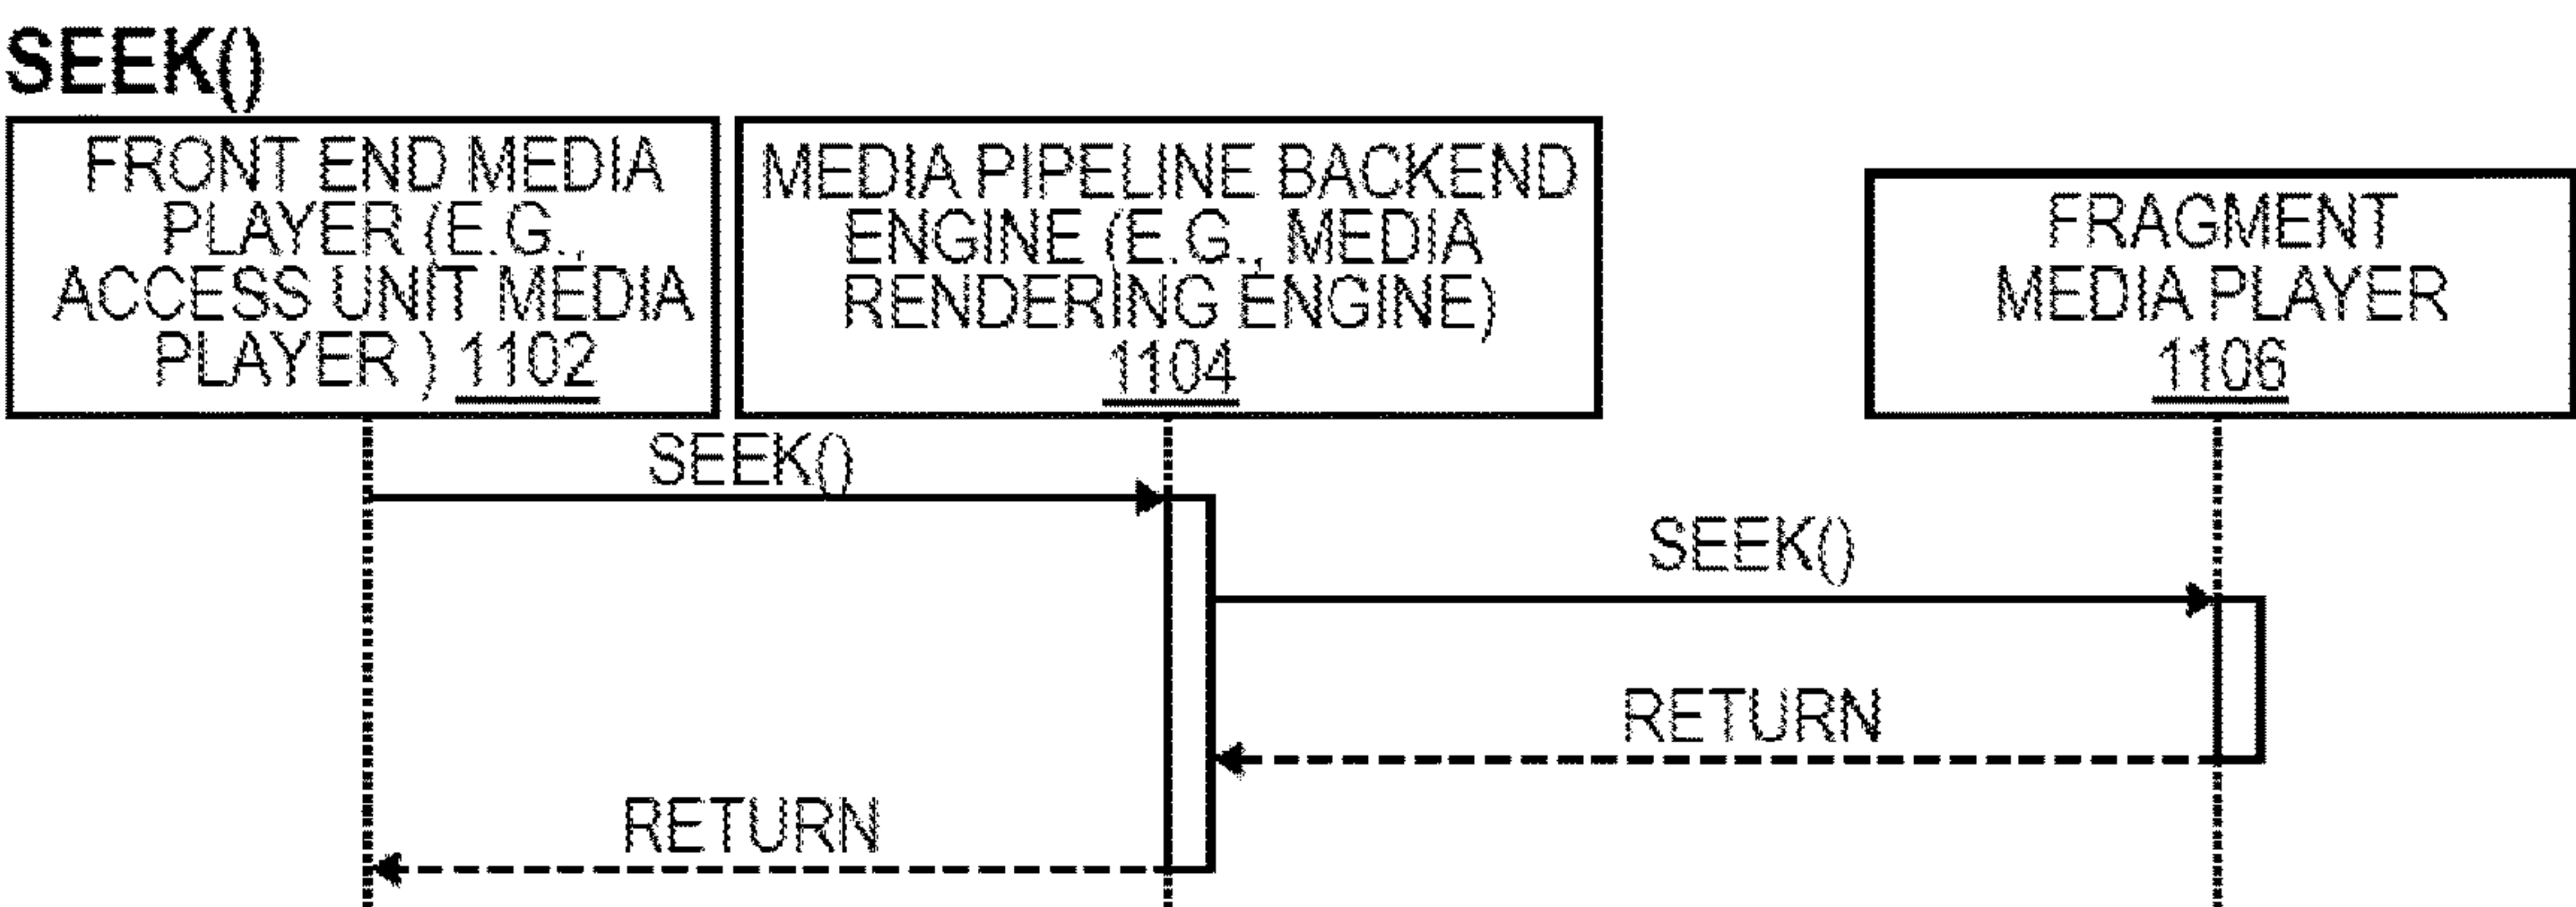 SEEK()
FRONT END MEDIA
PLAYER (E.G.,
ACCESS UNIT MEDIA
PLAYER ) 1102
MEDIA PIPELINE BACKEND
ENGINE (E.G., MEDIA
RENDERING ENGINE)
1104
FRAGMENT
MEDIA PLAYER
1106
SEEK()
SEEK()
RETURN
RETURN